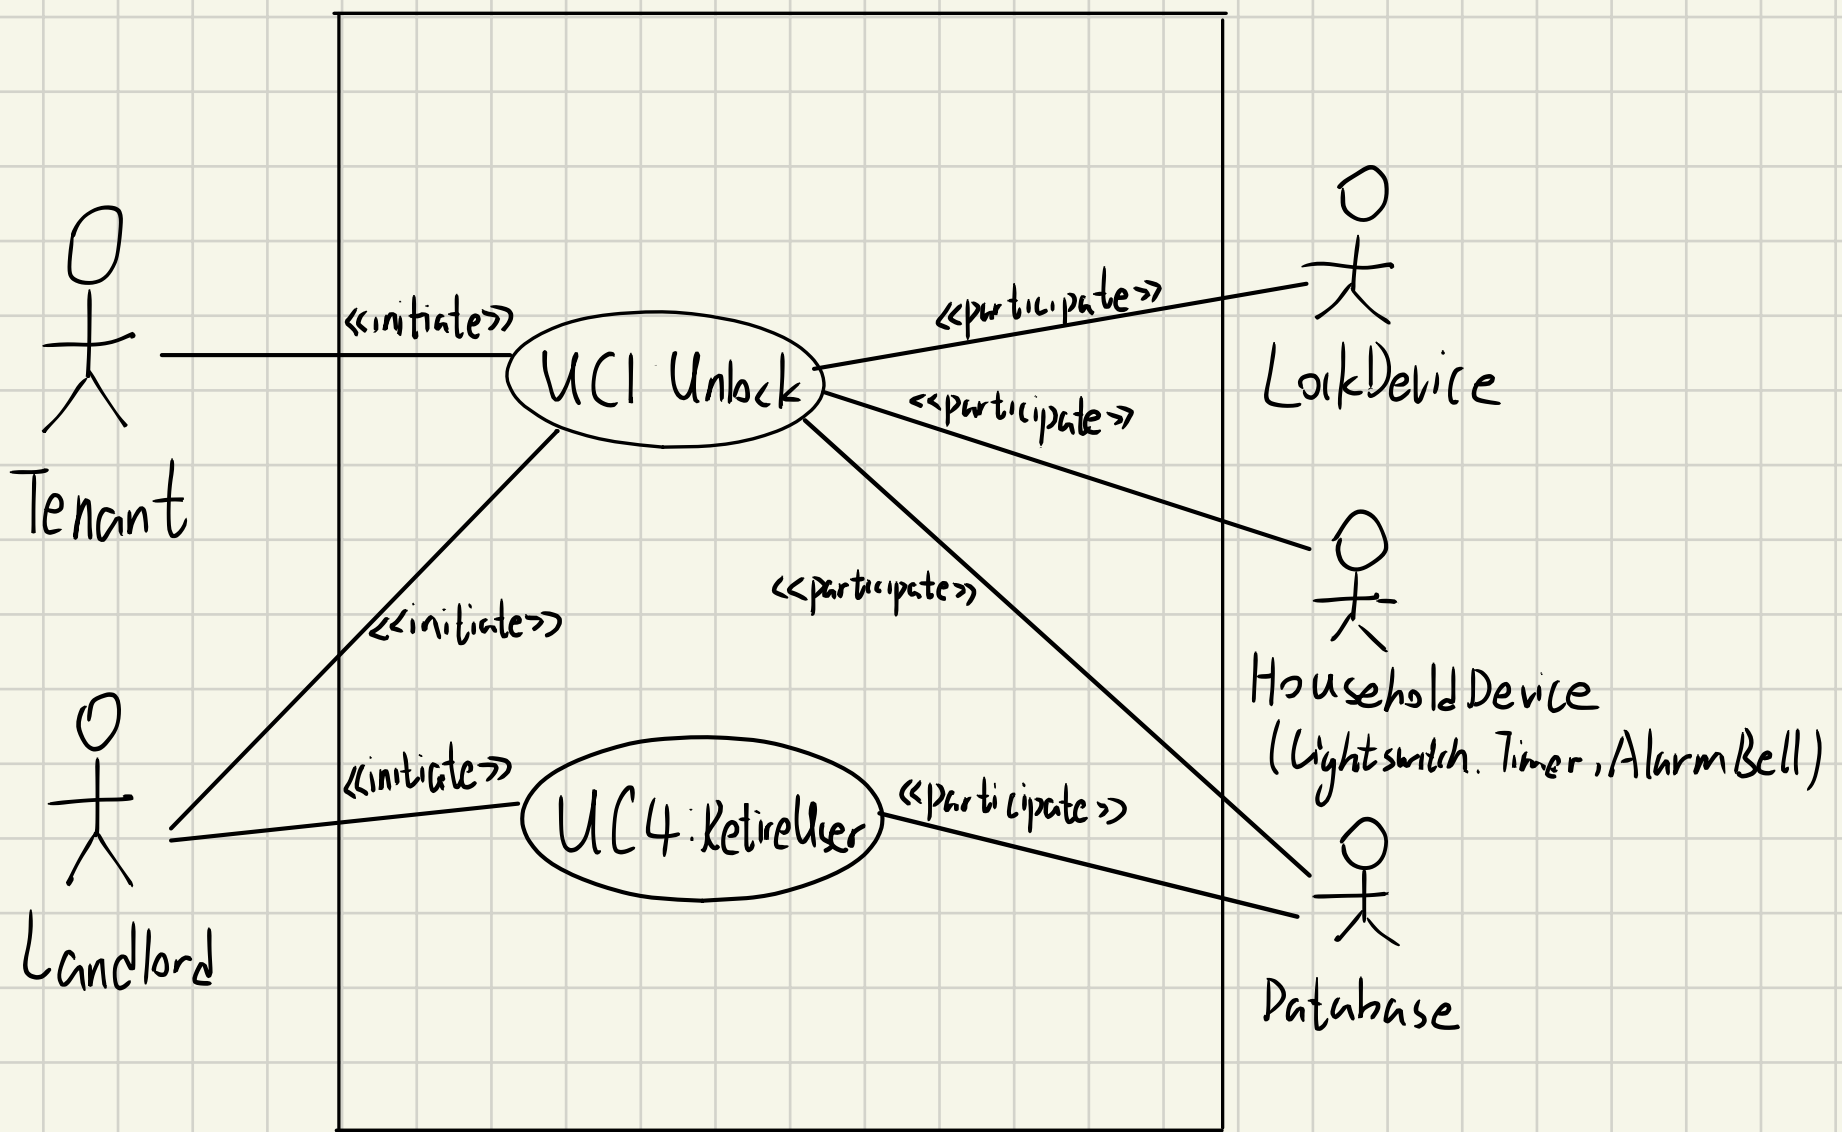 <<initiate>>
<<participate>>
UC1 Unlock
LockDevice
<<participate>>
Tenant
<<participate>>
<<initiate>>
HouseholdDevice
(Lightswitch. Timer, AlarmBell)
<<initiate>>
<<participate>>
UC4: RetireUser
Landlord
Database